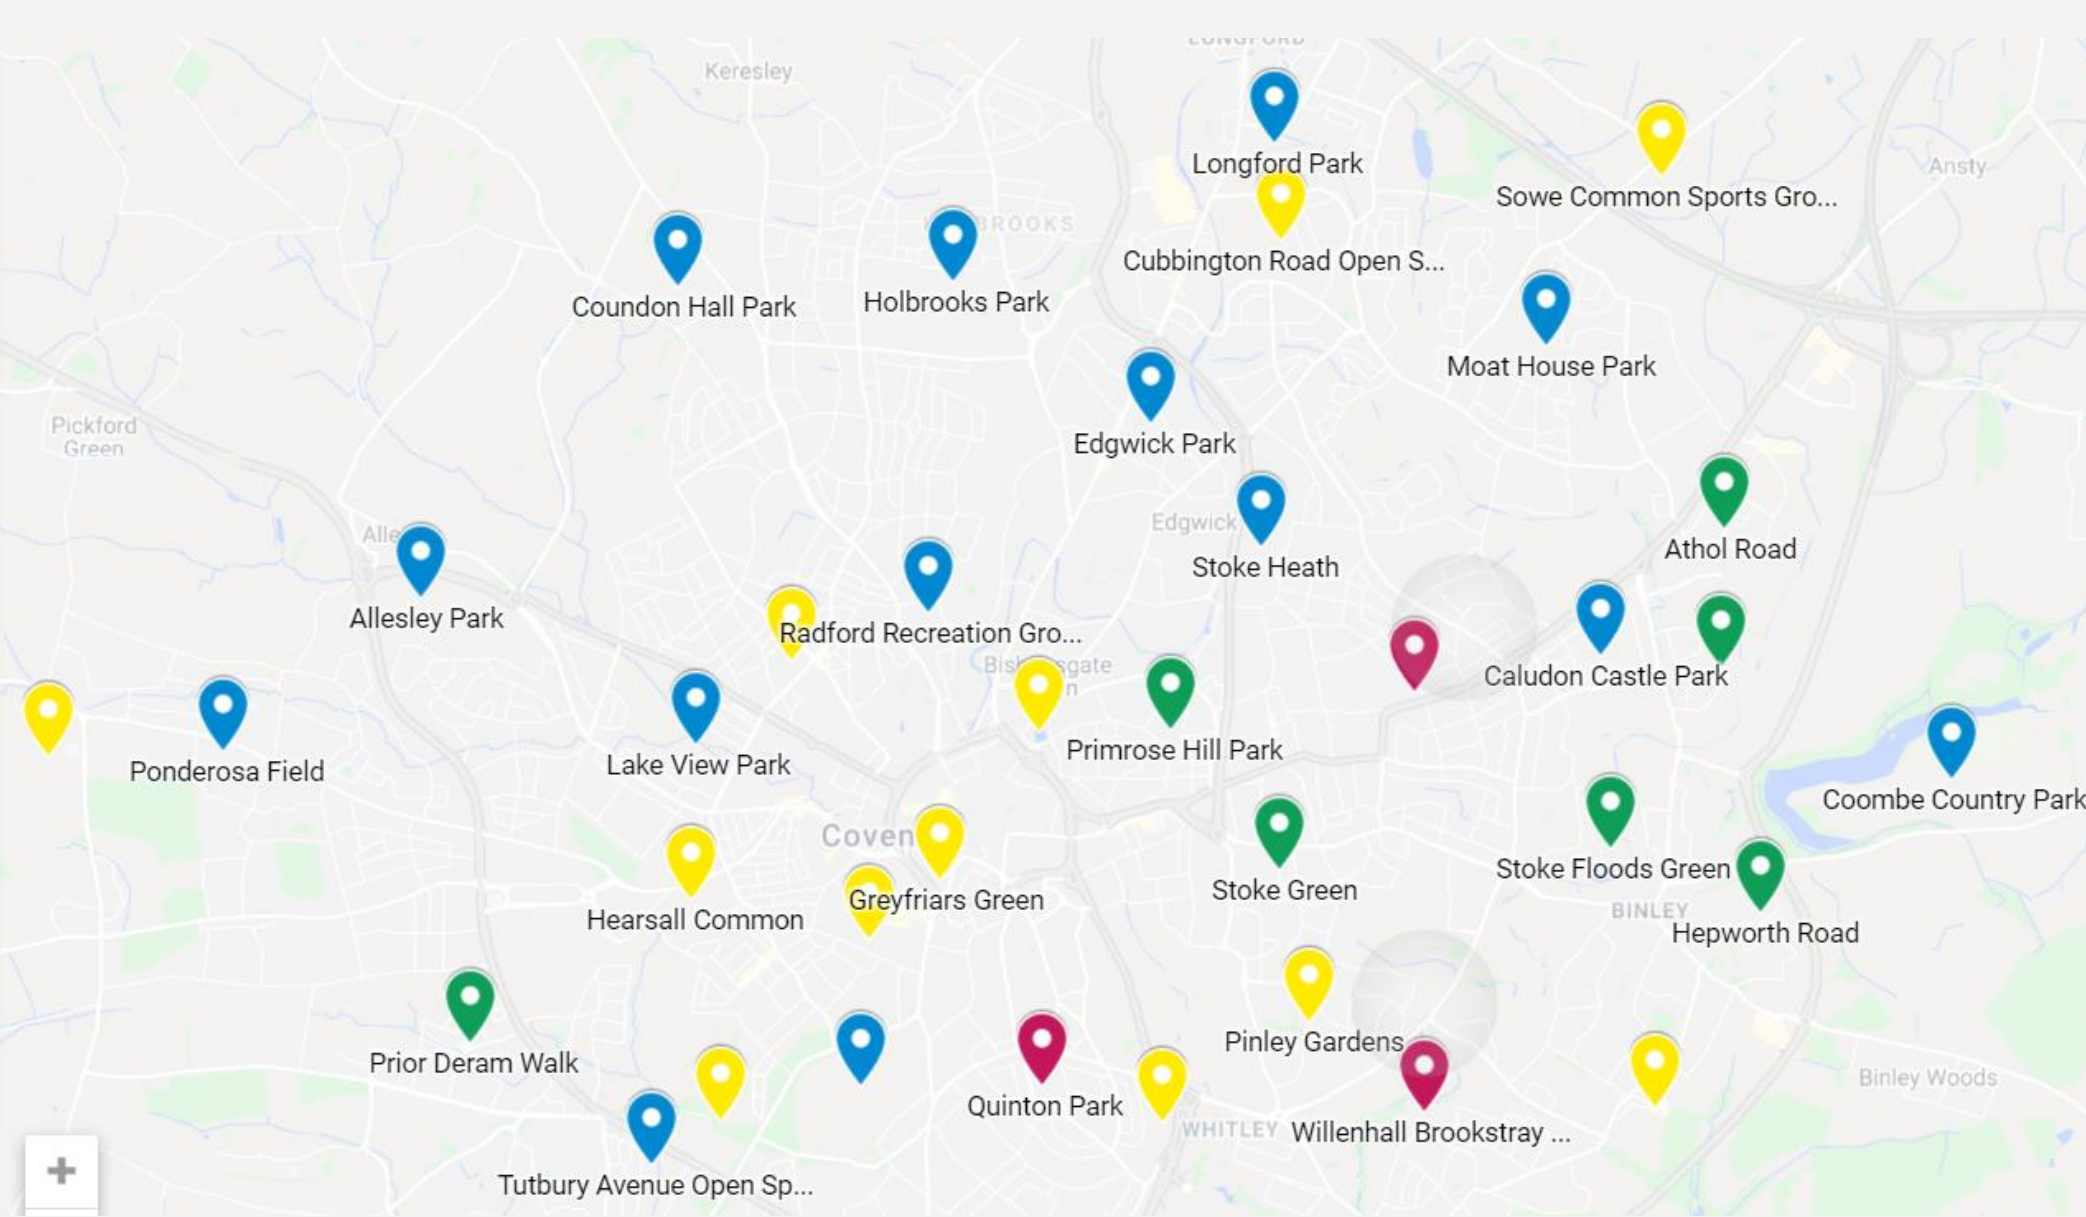 LONGFORD
Keresley
Longford Park
Ansty
Sowe Common Sports Gro...
BROOKS
Cubbington Road Open S...
Coundon Hall Park
Holbrooks Park
Moat House Park
Pickford
Green
Edgwick Park
Edgwick
Alle
Athol Road
Stoke Heath
Allesley Park
Radford Recreation Gro...
Caludon Castle Park
Primrose Hill Park
Lake View Park
Ponderosa Field
Coombe Country Park
Coven
Stoke Floods Green
Stoke Green
Greyfriars Green
BINLEY
Hearsall Common
Hepworth Road
Pinley Gardens
Prior Deram Walk
Binley Woods
Quinton Park
WHITLEY
Willenhall Brookstray ...
Tutbury Avenue Open Sp...
+